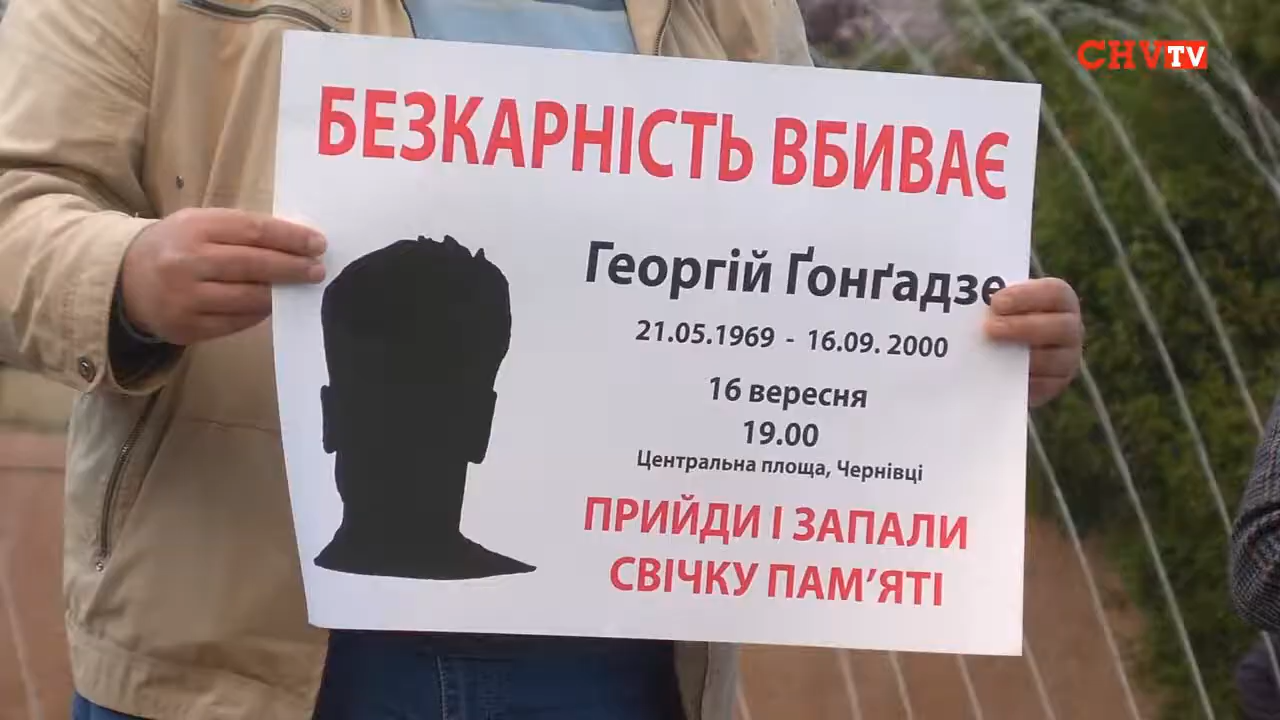 CHVTV
БЕЗКАРНІСТЬ ВБИВАЄ
Георгій Ґонґадзе
21.05.1969 - 16.09. 2000
16 вересня
19.00
Центральна площа, Чернівці
ПРИЙДИ І ЗАПАЛИ
СВІЧКУ ПАМ’ЯТІ